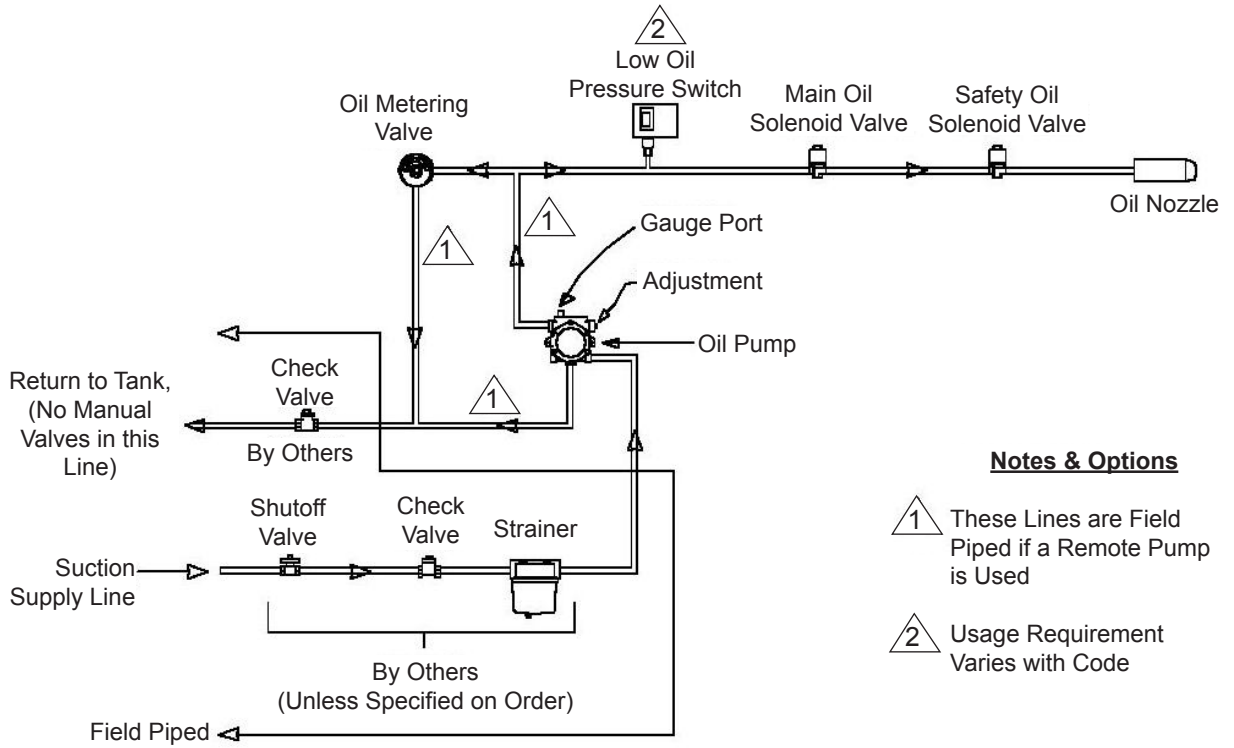 2
Low Oil
Pressure Switch
Oil Metering
Valve
Main Oil
Solenoid Valve
Safety Oil
Solenoid Valve
Oil Nozzle
1
1
Gauge Port
Adjustment
Oil Pump
Return to Tank,
(No Manual
Valves in this
Line)
Check
Valve
By Others
1
Shutoff
Valve
Check
Valve
Strainer
Suction
Supply Line
By Others
(Unless Specified on Order)
Field Piped
Notes & Options
1
These Lines are Field
Piped if a Remote Pump
is Used
2
Usage Requirement
Varies with Code